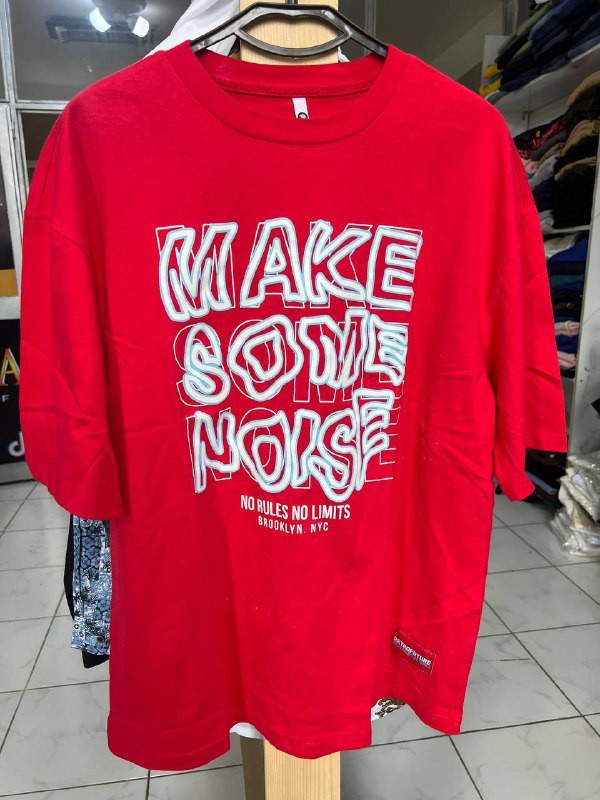 MAKE
SOME
NOISE
NO RULES NO LIMITS
BROOKLYN. NYC